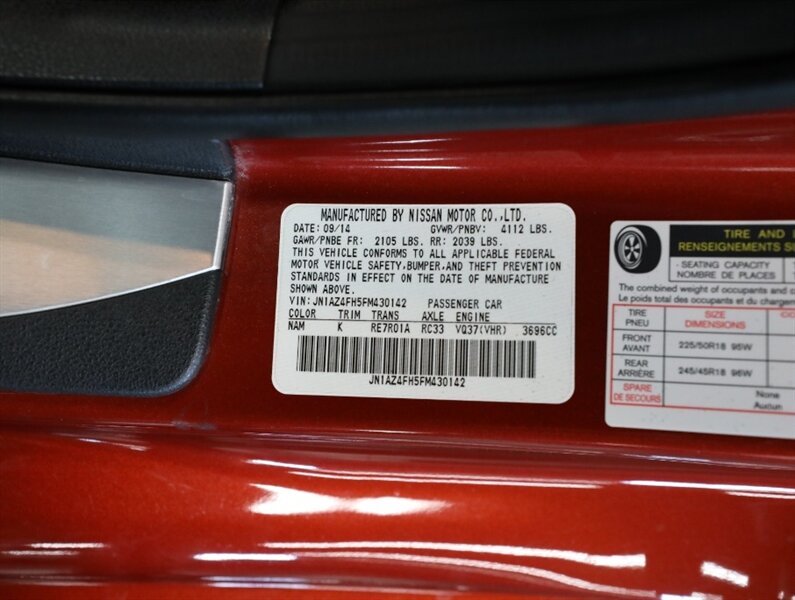 MANUFACTURED BY NISSAN MOTOR CO.,LTD.
DATE: 09/14 GVWR/PNBV: 4112 LBS.
GAWR/PNBE FR: 2105 LBS. RR: 2039 LBS.
THIS VEHICLE CONFORMS TO ALL APPLICABLE FEDERAL
MOTOR VEHICLE SAFETY,BUMPER,AND THEFT PREVENTION
STANDARDS IN EFFECT ON THE DATE OF MANUFACTURE
SHOWN ABOVE.
VIN: JN1AZ4FH5FM430142 PASSENGER CAR
COLOR TRIM TRANS AXLE ENGINE
NAM K RE7R01A RC33 VQ37(VHR) 3696CC
JN1AZ4FH5FM430142
TIRE AND
RENSEIGNEMENTS
SEATING CAPACITY
NOMBRE DE PLACES
The combined weight of occupants and
Le poids total des occupants et du
TIRE SIZE
PNEU DIMENSIONS
FRONT
AVANT 225/50R18 95W
REAR
ARRIÈRE 245/45R18 96W
SPARE None
DE SECOURS Aucun